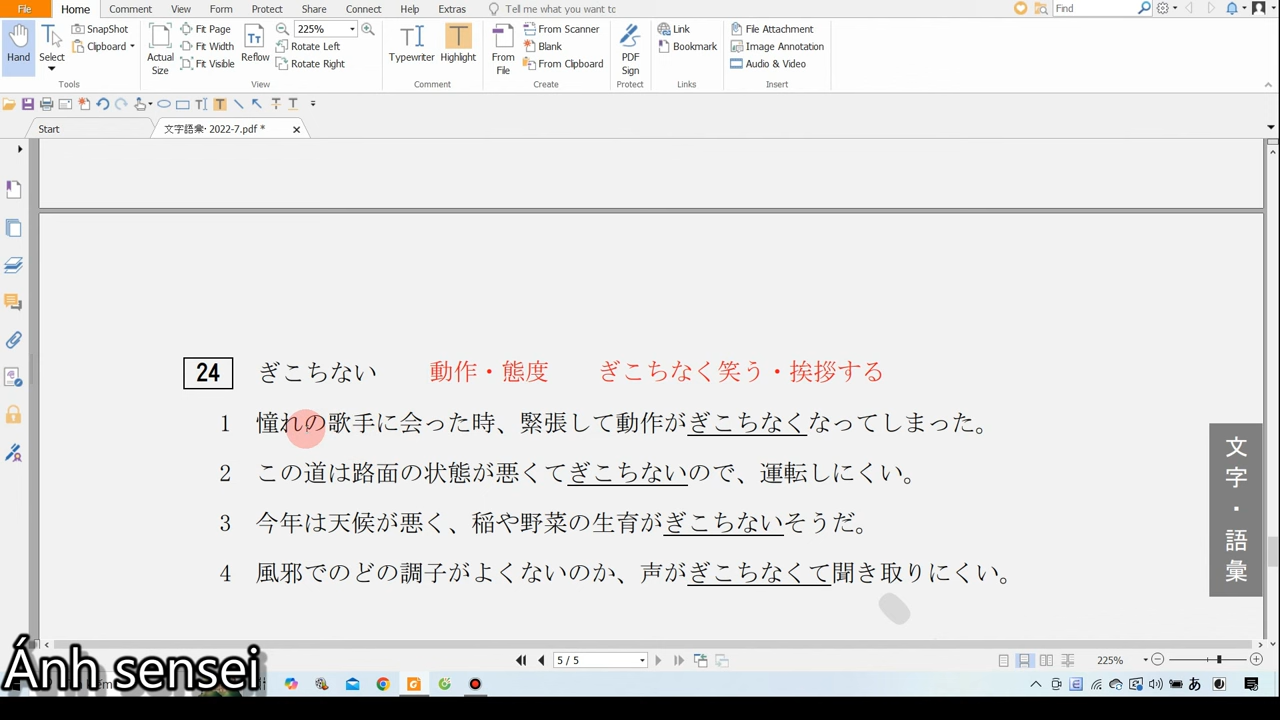 File Home Comment View Form Protect Share Connect Help Extras Tell me what you want to Find
Hand Select SnapShot Clipboard Tools
Actual Size Fit Page Fit Width Fit Visible Reflow 225% Rotate Left Rotate Right View
Typewriter Highlight Comment
From File From Scanner Blank From Clipboard Create
PDF Sign Protect
Link Bookmark Links
File Attachment Image Annotation Audio & Video Insert
Start 文字語彙· 2022-7.pdf *
24 ぎこちない 動作・態度 ぎこちなく笑う・挨拶する
1 憧れの歌手に会った時、緊張して動作がぎこちなくなってしまった。
2 この道は路面の状態が悪くてぎこちないので、運転しにくい。
3 今年は天候が悪く、稲や野菜の生育がぎこちないそうだ。
4 風邪でのどの調子がよくないのか、声がぎこちなくて聞き取りにくい。
文字・語彙
5 / 5 225%
Ánh sensei
あ